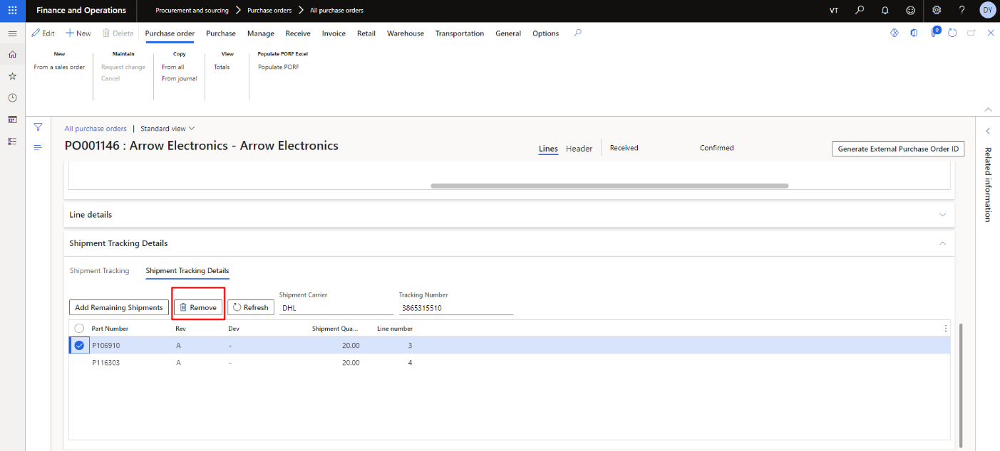 Finance and Operations
Procurement and sourcing
Purchase orders
All purchase orders
VT
DY
Edit
New
Delete
Purchase order
Purchase
Manage
Receive
Invoice
Retail
Warehouse
Transportation
General
Options
0
New
Maintain
Copy
View
Populate PORF Excel
From a sales order
Request change
From all
Totals
Populate PORF
Cancel
From journal
All purchase orders | Standard view
PO001146 : Arrow Electronics - Arrow Electronics
Lines
Header
Received
Confirmed
Generate External Purchase Order ID
Related information
Line details
Shipment Tracking Details
Shipment Tracking
Shipment Tracking Details
Shipment Carrier
Tracking Number
Add Remaining Shipments
Remove
Refresh
DHL
3865315510
Part Number
Rev
Dev
Shipment Qua...
Line number
P106910 A - 20.00 3
P116303 A - 20.00 4